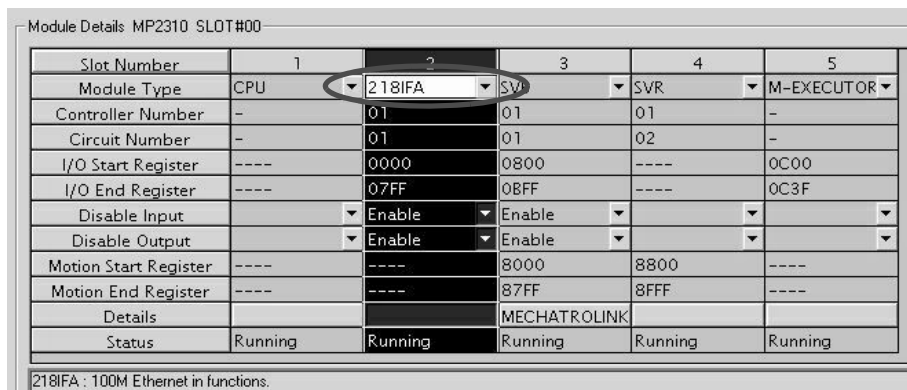 Module Details MP2310 SLOT#00
Slot Number 1 2 3 4 5
Module Type CPU 218IFA SVR M-EXECUTOR
Controller Number - 01 01 01 -
Circuit Number - 01 01 02 -
I/O Start Register ---- 0000 0800 ---- 0C00
I/O End Register ---- 07FF 0BFF ---- 0C3F
Disable Input Enable Enable
Disable Output Enable Enable
Motion Start Register ---- ---- 8000 8800 ----
Motion End Register ---- ---- 87FF 8FFF ----
Details MECHATROLINK
Status Running Running Running Running Running
218IFA : 100M Ethernet in functions.